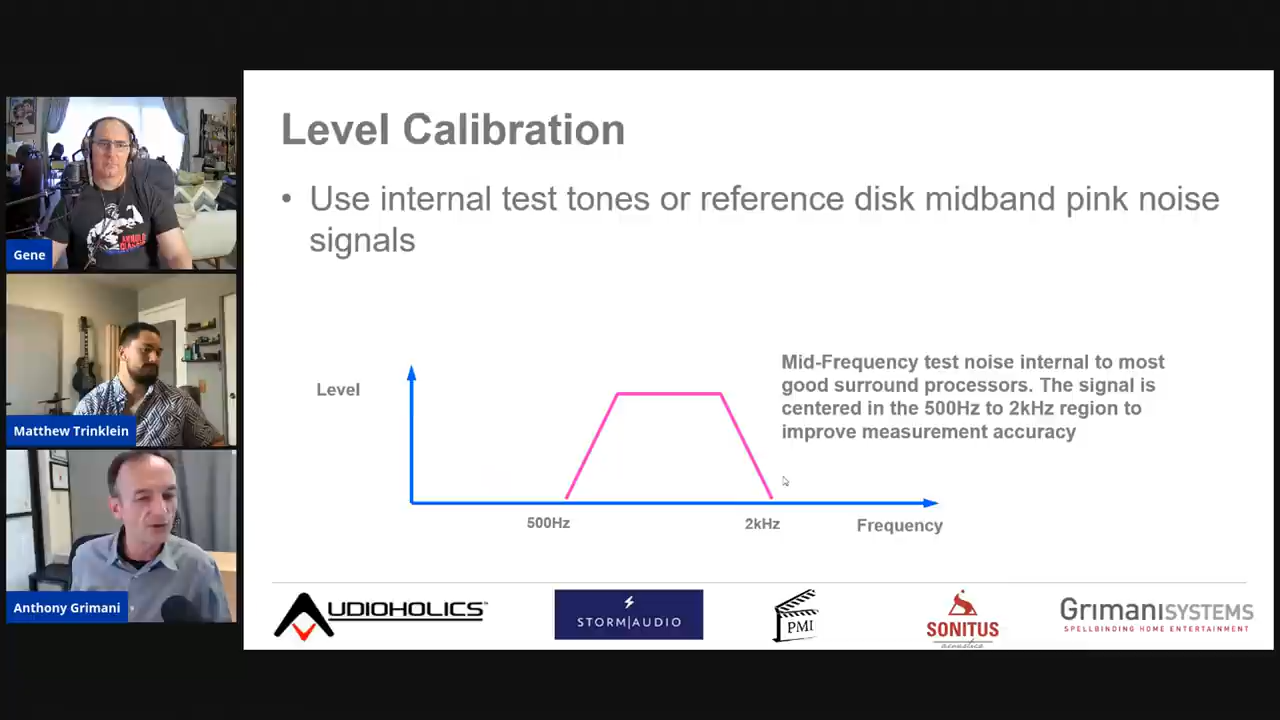 Level Calibration
• Use internal test tones or reference disk midband pink noise
signals
Level
Mid-Frequency test noise internal to most
good surround processors. The signal is
centered in the 500Hz to 2kHz region to
improve measurement accuracy
500Hz
2kHz
Frequency
Gene
Matthew Trinklein
Anthony Grimani
AUDIOHOLICS
STORM|AUDIO
PMI
SONITUS
acoustics
GRIMANISYSTEMS
SPELLBINDING HOME ENTERTAINMENT